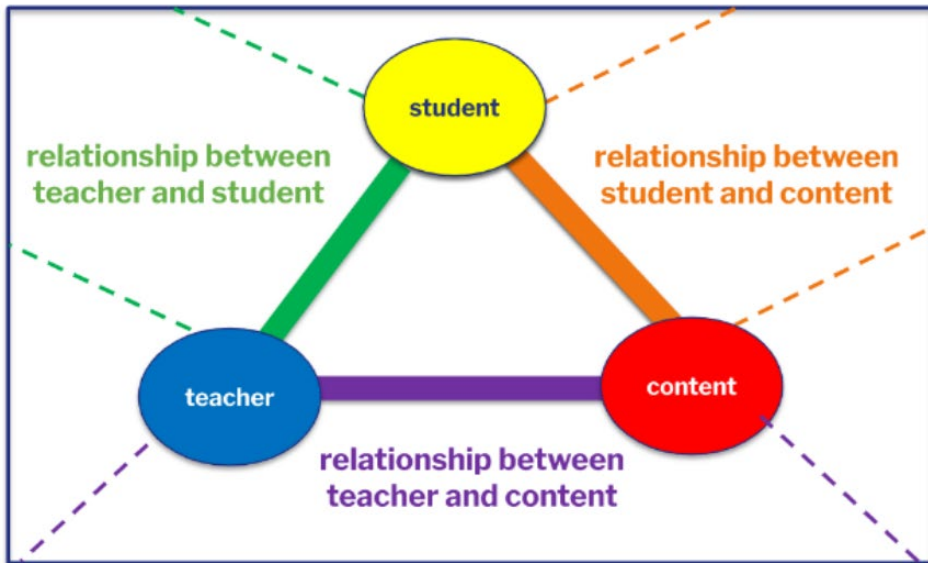 student
relationship between
teacher and student
relationship between
student and content
teacher
content
relationship between
teacher and content